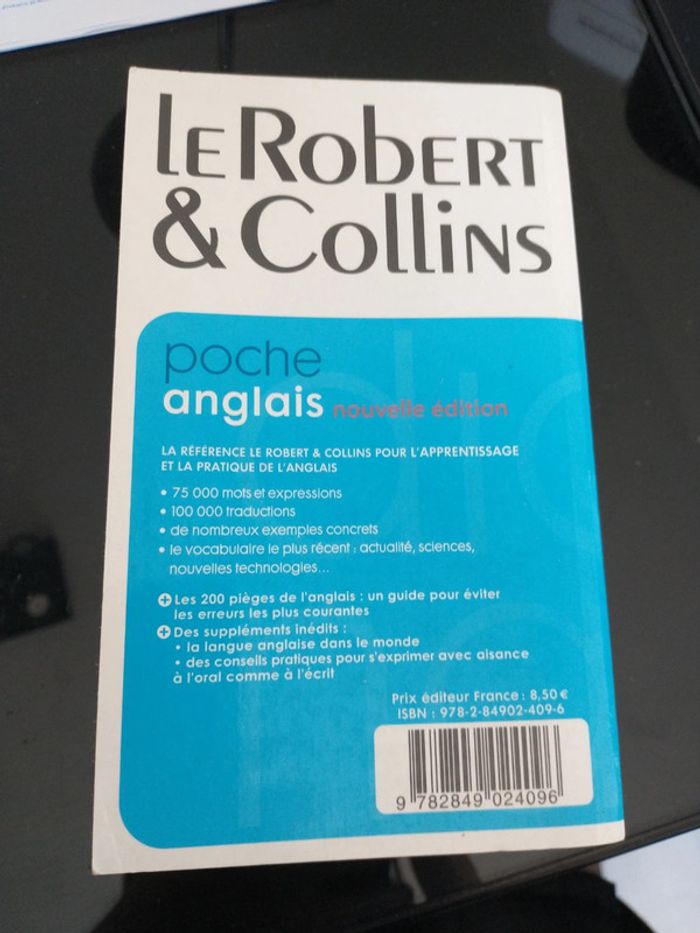 LE ROBERT
& COLLINS
poche
anglais nouvelle édition
LA RÉFÉRENCE LE ROBERT & COLLINS POUR L'APPRENTISSAGE
ET LA PRATIQUE DE L'ANGLAIS
• 75 000 mots et expressions
• 100 000 traductions
• de nombreux exemples concrets
• le vocabulaire le plus récent : actualité, sciences,
nouvelles technologies...
+ Les 200 pièges de l'anglais : un guide pour éviter
les erreurs les plus courantes
+ Des suppléments inédits :
• la langue anglaise dans le monde
• des conseils pratiques pour s'exprimer avec aisance
à l'oral comme à l'écrit
Prix éditeur France : 8,50 €
ISBN : 978-2-84902-409-6
9 782849 024096